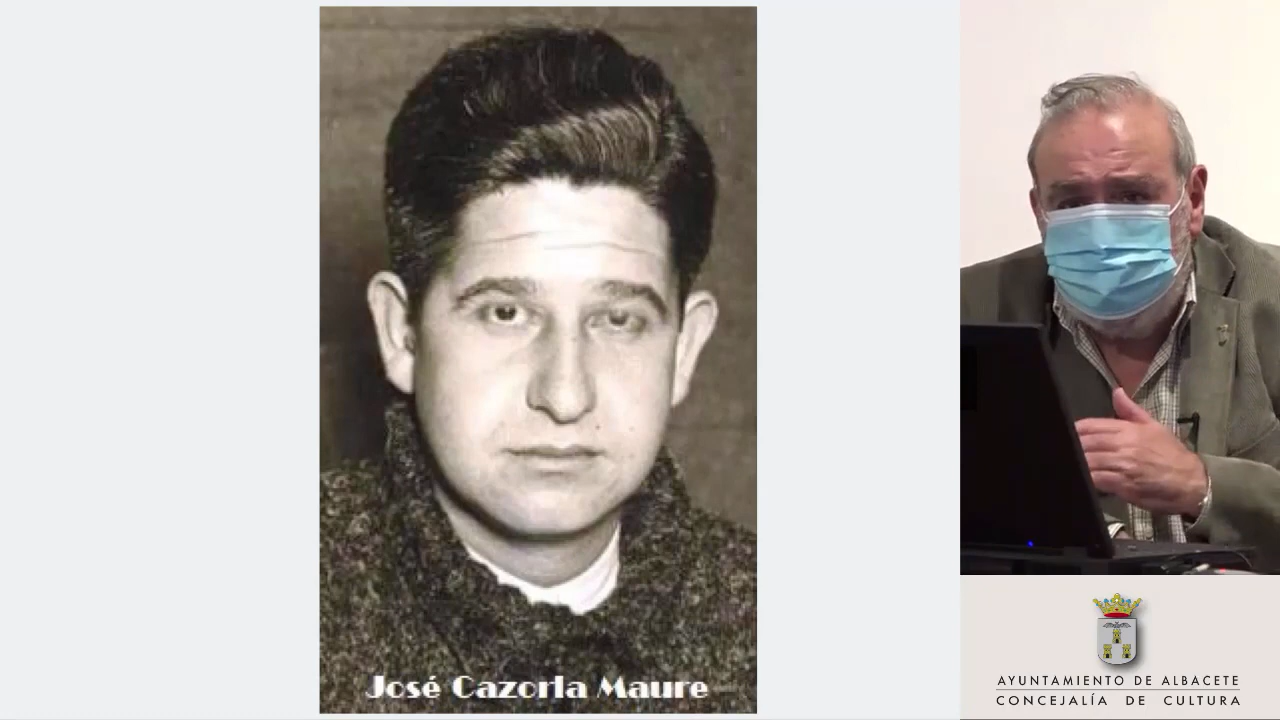 José Cazorla Maure
AYUNTAMIENTO DE ALBACETE
CONCEJALÍA DE CULTURA